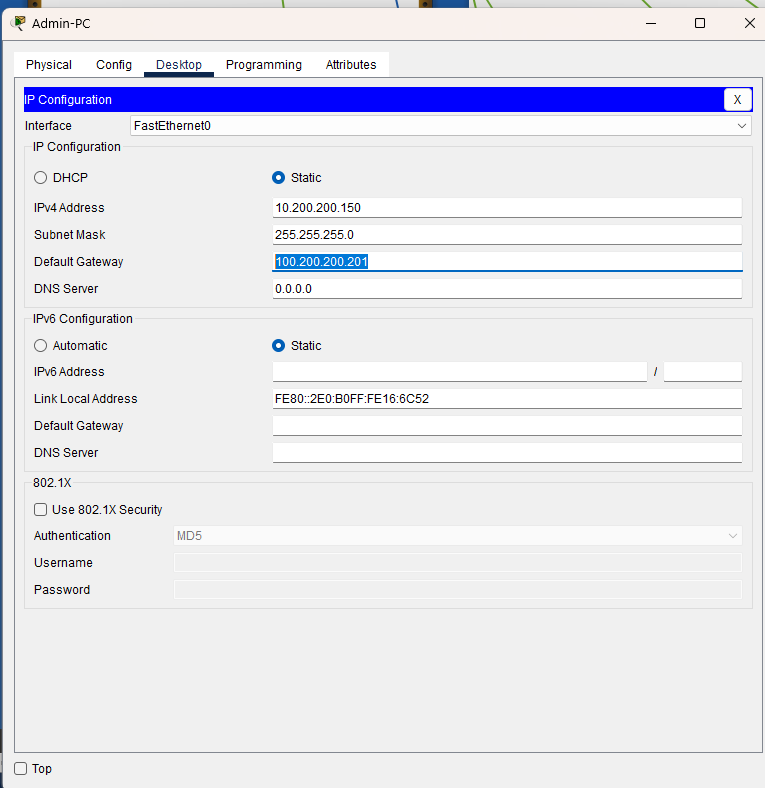 Admin-PC
Physical Config Desktop Programming Attributes
IP Configuration X
Interface FastEthernet0
IP Configuration
DHCP Static
IPv4 Address 10.200.200.150
Subnet Mask 255.255.255.0
Default Gateway 100.200.200.201
DNS Server 0.0.0.0
IPv6 Configuration
Automatic Static
IPv6 Address /
Link Local Address FE80::2E0:B0FF:FE16:6C52
Default Gateway
DNS Server
802.1X
Use 802.1X Security
Authentication MD5
Username
Password
Top